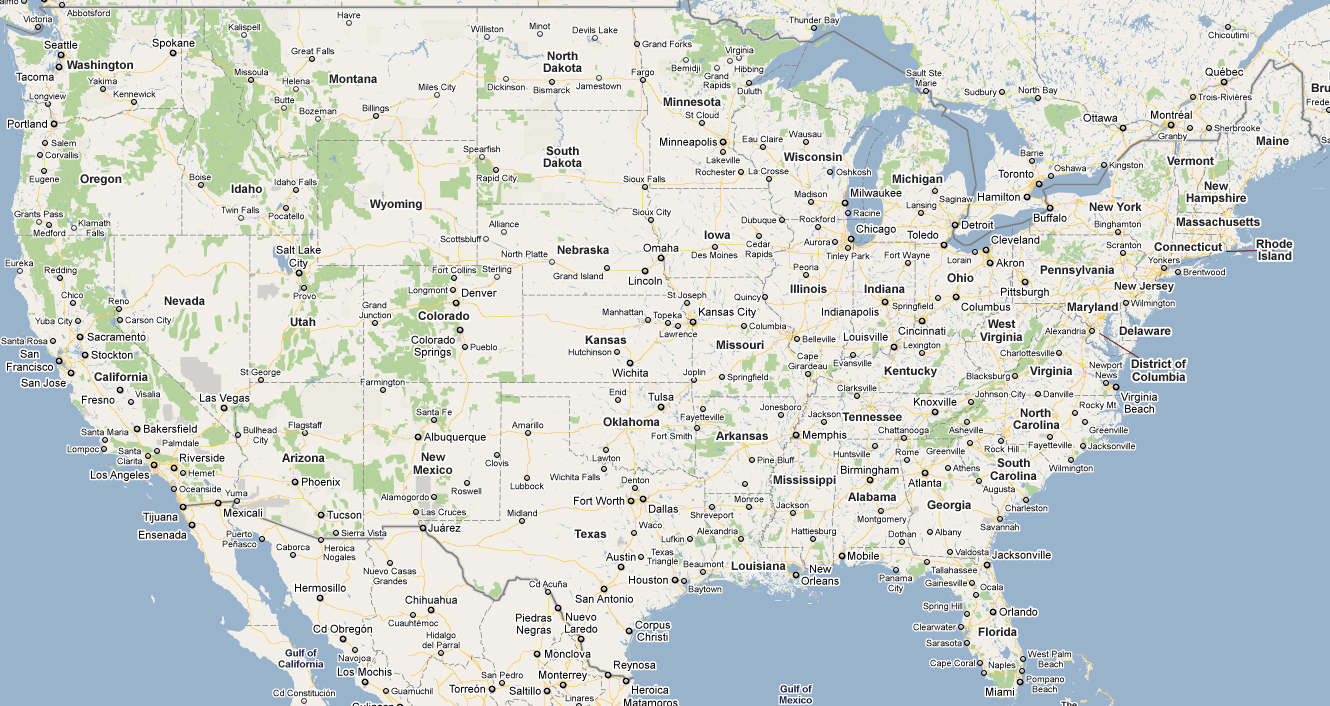 Abbotsford
Victoria
Seattle
Tacoma
Washington
Spokane
Yakima
Kennewick
Longview
Portland
Salem
Corvalis
Eugene
Oregon
Grants Pass
Medford
Klamath
Falls
Boise
Idaho
Idaho Falls
Twin Falls
Pocatello
Kalispell
Havre
Great Falls
Missoula
Helena
Montana
Butte
Bozeman
Billings
Miles City
Wyoming
Williston
Minot
Devils Lake
Grand Forks
North
Dakota
Dickinson
Bismarck
Jamestown
Fargo
South
Dakota
Spearfish
Rapid City
Sioux Falls
Sioux City
Alliance
Scottsbluff
North Platte
Nebraska
Grand Island
Omaha
Lincoln
Bemidji
Virginia
Hibbing
Grand
Rapids
Duluth
Minnesota
St Cloud
Minneapolis
Lakeville
Rochester
Thunder Bay
Eau Claire
Wausau
Wisconsin
La Crosse
Oshkosh
Madison
Milwaukee
Racine
Dubuque
Iowa
Cedar
Rapids
Des Moines
Rockford
Aurora
Chicago
Tinley Park
Peoria
Illinois
Quincy
Sault Ste
Marie
Michigan
Saginaw
Lansing
Detroit
Toledo
Fort Wayne
Indiana
Indianapolis
Springfield
Cincinnati
Ohio
Columbus
Lorain
Cleveland
Akron
Sudbury
North Bay
Ottawa
Montréal
Granby
Sherbrooke
Trois-Rivières
Québec
Chicoutimi
Barrie
Oshawa
Kingston
Toronto
Hamilton
Buffalo
New York
Binghamton
Vermont
New
Hampshire
Maine
Massachusetts
Connecticut
Rhode
Island
Scranton
Yonkers
Brentwood
Pennsylvania
Pittsburgh
New Jersey
Wilmington
Maryland
Delaware
Alexandria
District of
Columbia
West
Virginia
Charlottesville
Virginia
Newport
News
Virginia
Beach
Blacksburg
Danville
Johnson City
Rocky Mt
Greenville
Jacksonville
North
Carolina
Fayetteville
Wilmington
Asheville
Rock Hill
Greenville
South
Carolina
Charleston
Eureka
Redding
Chico
Yuba City
Santa Rosa
Sacramento
San
Francisco
Stockton
San Jose
California
Fresno
Visalia
Bakersfield
Santa Maria
Lompoc
Palmdale
Santa
Clarita
Los Angeles
Riverside
Hemet
Oceanside
Reno
Carson City
Nevada
Las Vegas
Salt Lake
City
Provo
Utah
St George
Bullhead
City
Flagstaff
Arizona
Phoenix
Yuma
Tucson
Sierra Vista
Fort Collins
Sterling
Longmont
Denver
Grand
Junction
Colorado
Colorado
Springs
Pueblo
Farmington
Santa Fe
Albuquerque
New
Mexico
Clovis
Roswell
Alamogordo
Las Cruces
St Joseph
Manhattan
Topeka
Kansas City
Lawrence
Kansas
Hutchinson
Wichita
Columbia
Missouri
Joplin
Springfield
Belleville
Cape
Girardeau
Evansville
Louisville
Lexington
Kentucky
Clarksville
Knoxville
Tennessee
Jackson
Memphis
Chattanooga
Enid
Tulsa
Oklahoma
Lawton
Amarillo
Lubbock
Midland
Wichita Falls
Denton
Fort Worth
Dallas
Waco
Texas
Texas
Triangle
Austin
Lufkin
Houston
Beaumont
Baytown
San Antonio
Corpus
Christi
Fayetteville
Fort Smith
Arkansas
Jonesboro
Pine Bluff
Shreveport
Monroe
Alexandria
Louisiana
New
Orleans
Mississippi
Jackson
Hattiesburg
Huntsville
Birmingham
Alabama
Montgomery
Dothan
Mobile
Rome
Atlanta
Athens
Augusta
Georgia
Savannah
Albany
Valdosta
Tallahassee
Jacksonville
Panama
City
Gainesville
Ocala
Spring Hill
Orlando
Clearwater
Sarasota
Florida
Cape Coral
Naples
West Palm
Beach
Pompano
Beach
Miami
Tijuana
Mexicali
Ensenada
Puerto
Peñasco
Caborca
Heroica
Nogales
Nuevo Casas
Grandes
Juárez
Hermosillo
Chihuahua
Cuauhtémoc
Cd Obregón
Navojoa
Hidalgo
del Parral
Los Mochis
Guamuchil
Gulf of
California
Cd Constitución
Cd Acuña
Piedras
Negras
Nuevo
Laredo
Monclova
Reynosa
Heroica
Matamoros
San Pedro
Torreón
Saltillo
Monterrey
Linares
Gulf of
Mexico
The